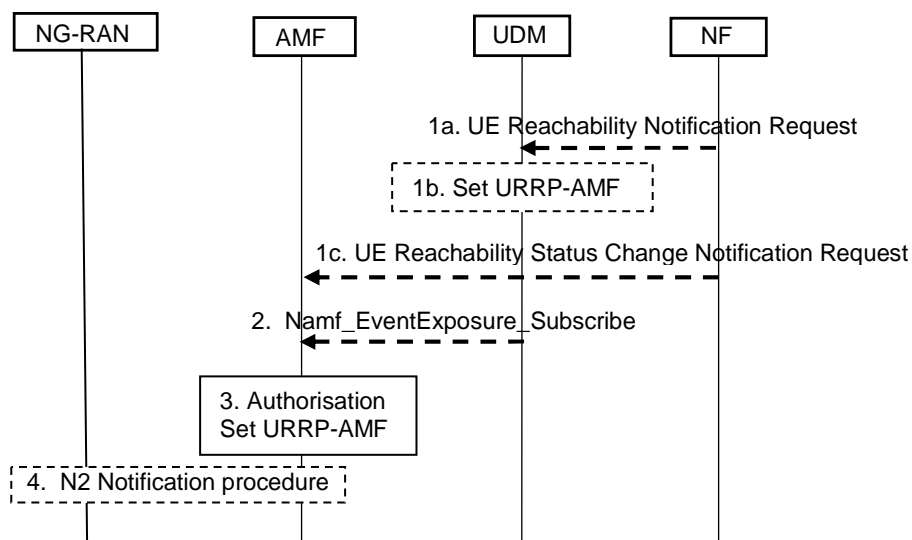 NG-RAN
AMF
UDM
NF
1a. UE Reachability Notification Request
1b. Set URRP-AMF
1c. UE Reachability Status Change Notification Request
2. Namf_EventExposure_Subscribe
3. Authorisation
Set URRP-AMF
4. N2 Notification procedure